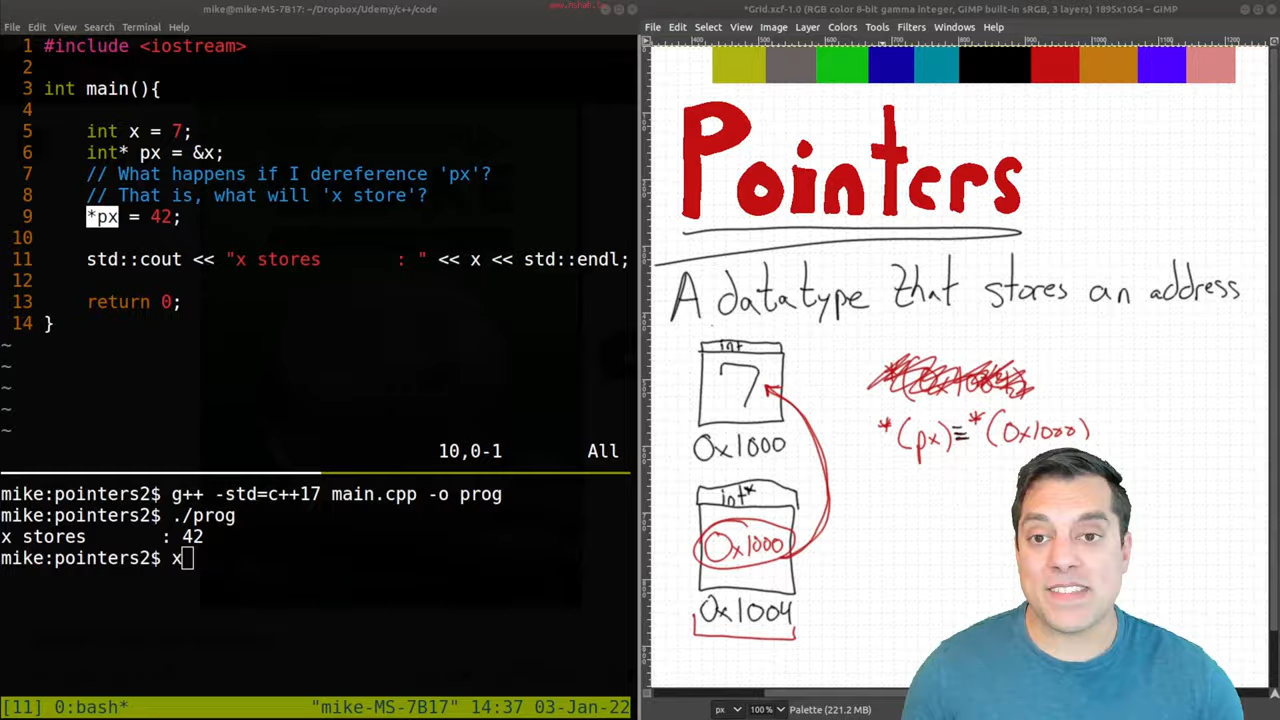 mike@mike-MS-7B17: ~/Dropbox/Udemy/c++/code
File Edit View Search Terminal Help
1 #include <iostream>
2
3 int main(){
4
5 int x = 7;
6 int* px = &x;
7 // What happens if I dereference 'px'?
8 // That is, what will 'x store'?
9 *px = 42;
10
11 std::cout << "x stores : " << x << std::endl;
12
13 return 0;
14 }
~
~
~
~
~
10,0-1 All
mike:pointers2$ g++ -std=c++17 main.cpp -o prog
mike:pointers2$ ./prog
x stores : 42
mike:pointers2$ x
[11] 0:bash* "mike-MS-7B17" 14:37 03-Jan-22
*Grid.xcf-1.0 (RGB color 8-bit gamma integer, GIMP built-in sRGB, 3 layers) 1895x1054 – GIMP
File Edit Select View Image Layer Colors Tools Filters Windows Help
Pointers
A datatype that stores an address
int
7
0x1000
*(px)≡*(0x1000)
int*
0x1000
0x1004
px 100% Palette (221.2 MB)